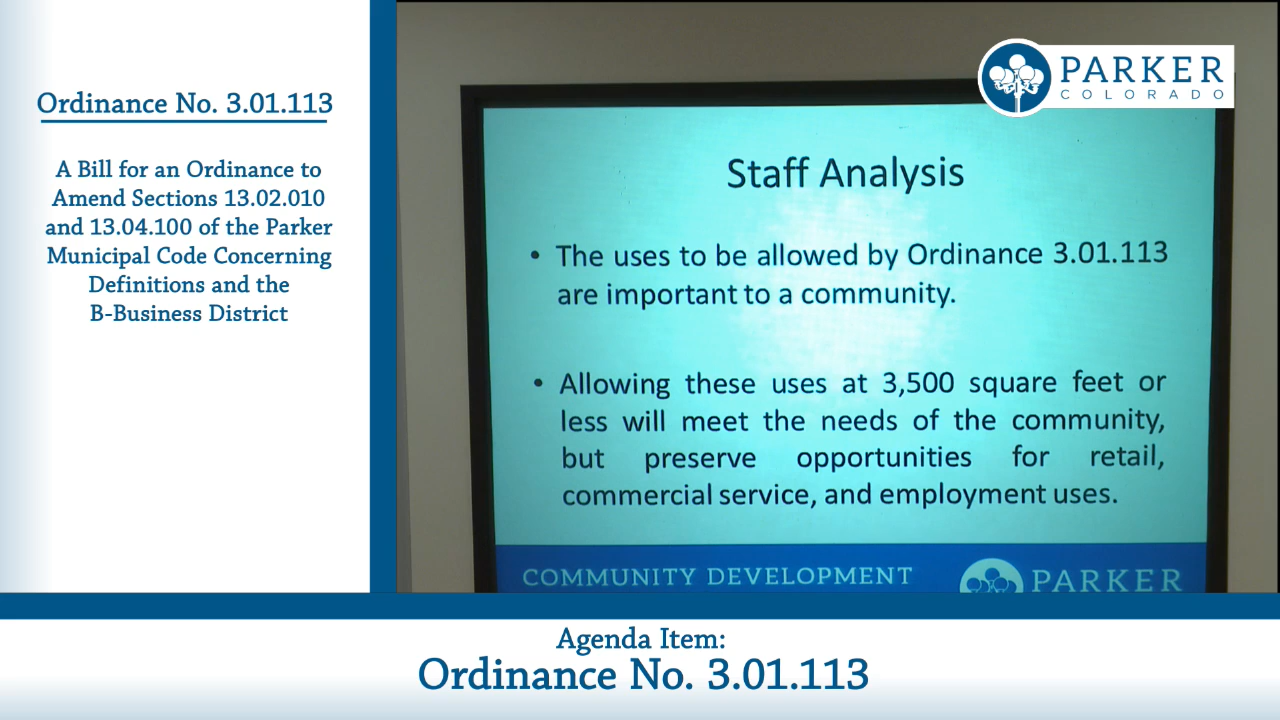 Ordinance No. 3.01.113
A Bill for an Ordinance to
Amend Sections 13.02.010
and 13.04.100 of the Parker
Municipal Code Concerning
Definitions and the
B-Business District
PARKER
COLORADO
Staff Analysis
• The uses to be allowed by Ordinance 3.01.113
are important to a community.
• Allowing these uses at 3,500 square feet or
less will meet the needs of the community,
but preserve opportunities for retail,
commercial service, and employment uses.
COMMUNITY DEVELOPMENT
PARKER
Agenda Item:
Ordinance No. 3.01.113